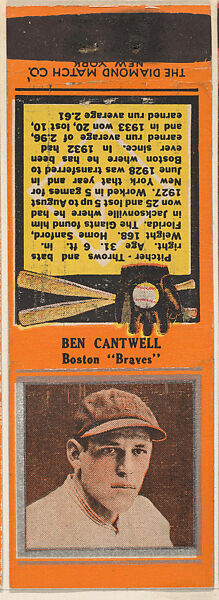 THE DIAMOND MATCH CO.
NEW YORK
Pitcher - Throws and bats
right. Age 31. 6 ft. ¼ in.
Weight 168. Home Sanford,
Florida. The Giants found him
in Jacksonville where he had
won 25 and lost 5 up to August
1927. Worked in 5 games for
New York that year and in
June 1928 was transferred to
Boston where he has been
ever since. In 1932 had
earned run average of 2.96,
and in 1933 won 20, lost 10,
earned run average 2.61.
BEN CANTWELL
Boston "Braves"